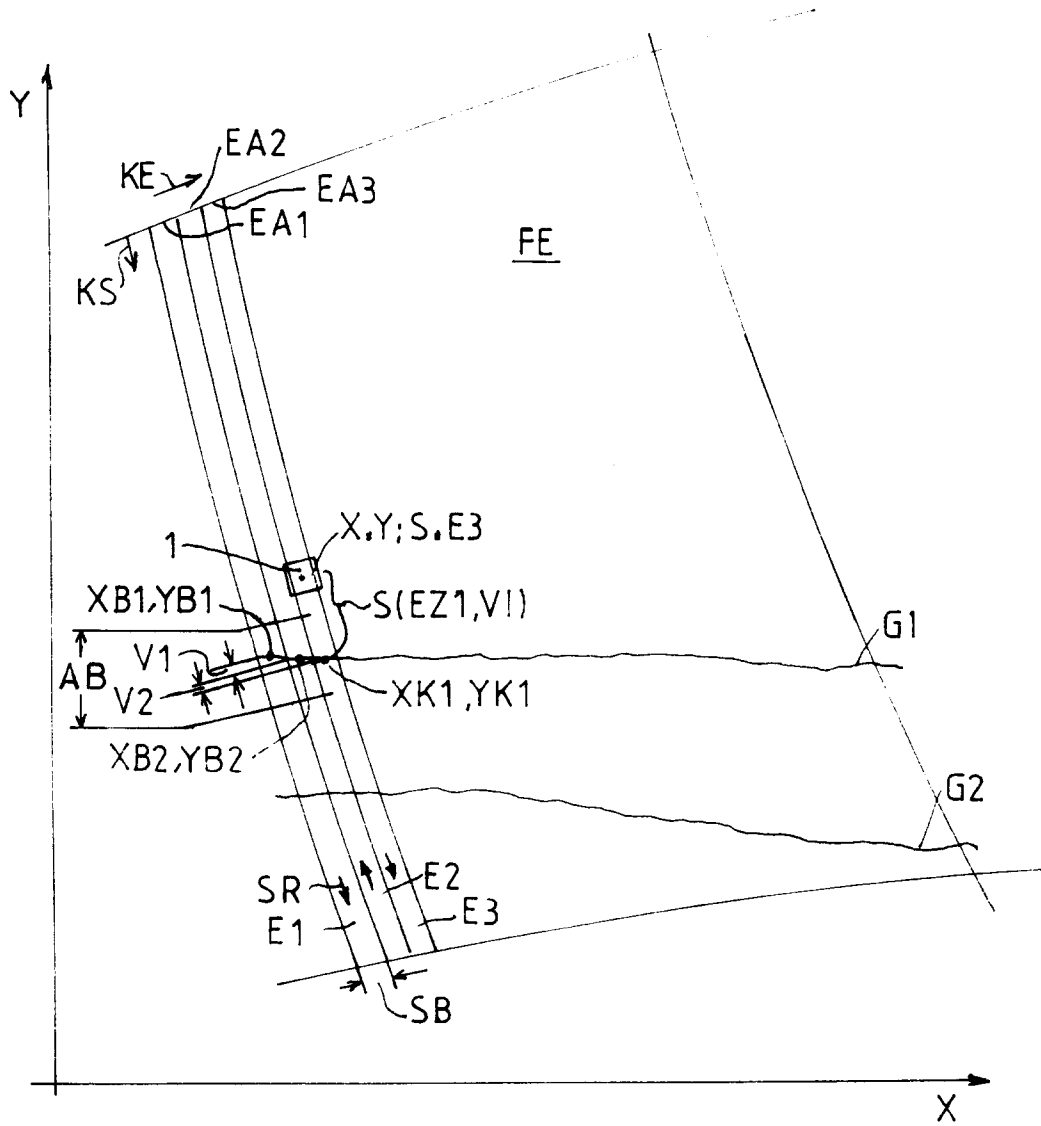 Y
EA2
KE
EA3
EA1
KS
FE
X.Y; S.E3
1
XB1,YB1
S(EZ1,VI)
G1
V1
AB
V2
XK1,YK1
XB2,YB2
G2
SR
E2
E1
E3
SB
X